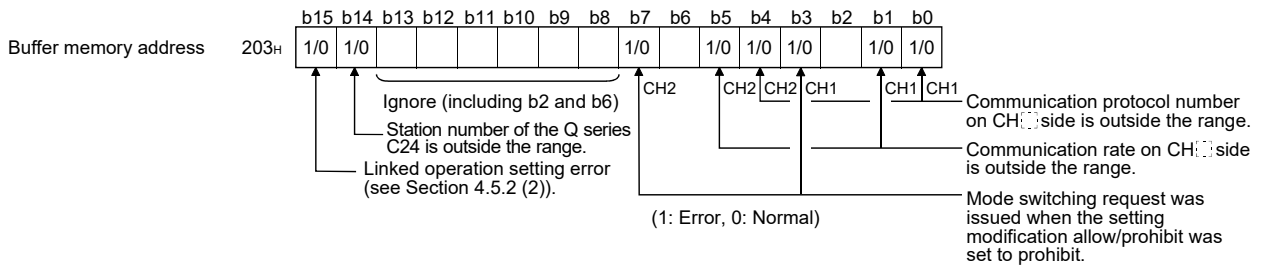 b15 b14 b13 b12 b11 b10 b9 b8 b7 b6 b5 b4 b3 b2 b1 b0
Buffer memory address 203H 1/0 1/0 1/0 1/0 1/0 1/0 1/0 1/0
CH2 CH2 CH2 CH1 CH1 CH1
Ignore (including b2 and b6)
Station number of the Q series
C24 is outside the range.
Linked operation setting error
(see Section 4.5.2 (2)).
(1: Error, 0: Normal)
Communication protocol number
on CH side is outside the range.
Communication rate on CH side
is outside the range.
Mode switching request was
issued when the setting
modification allow/prohibit was
set to prohibit.